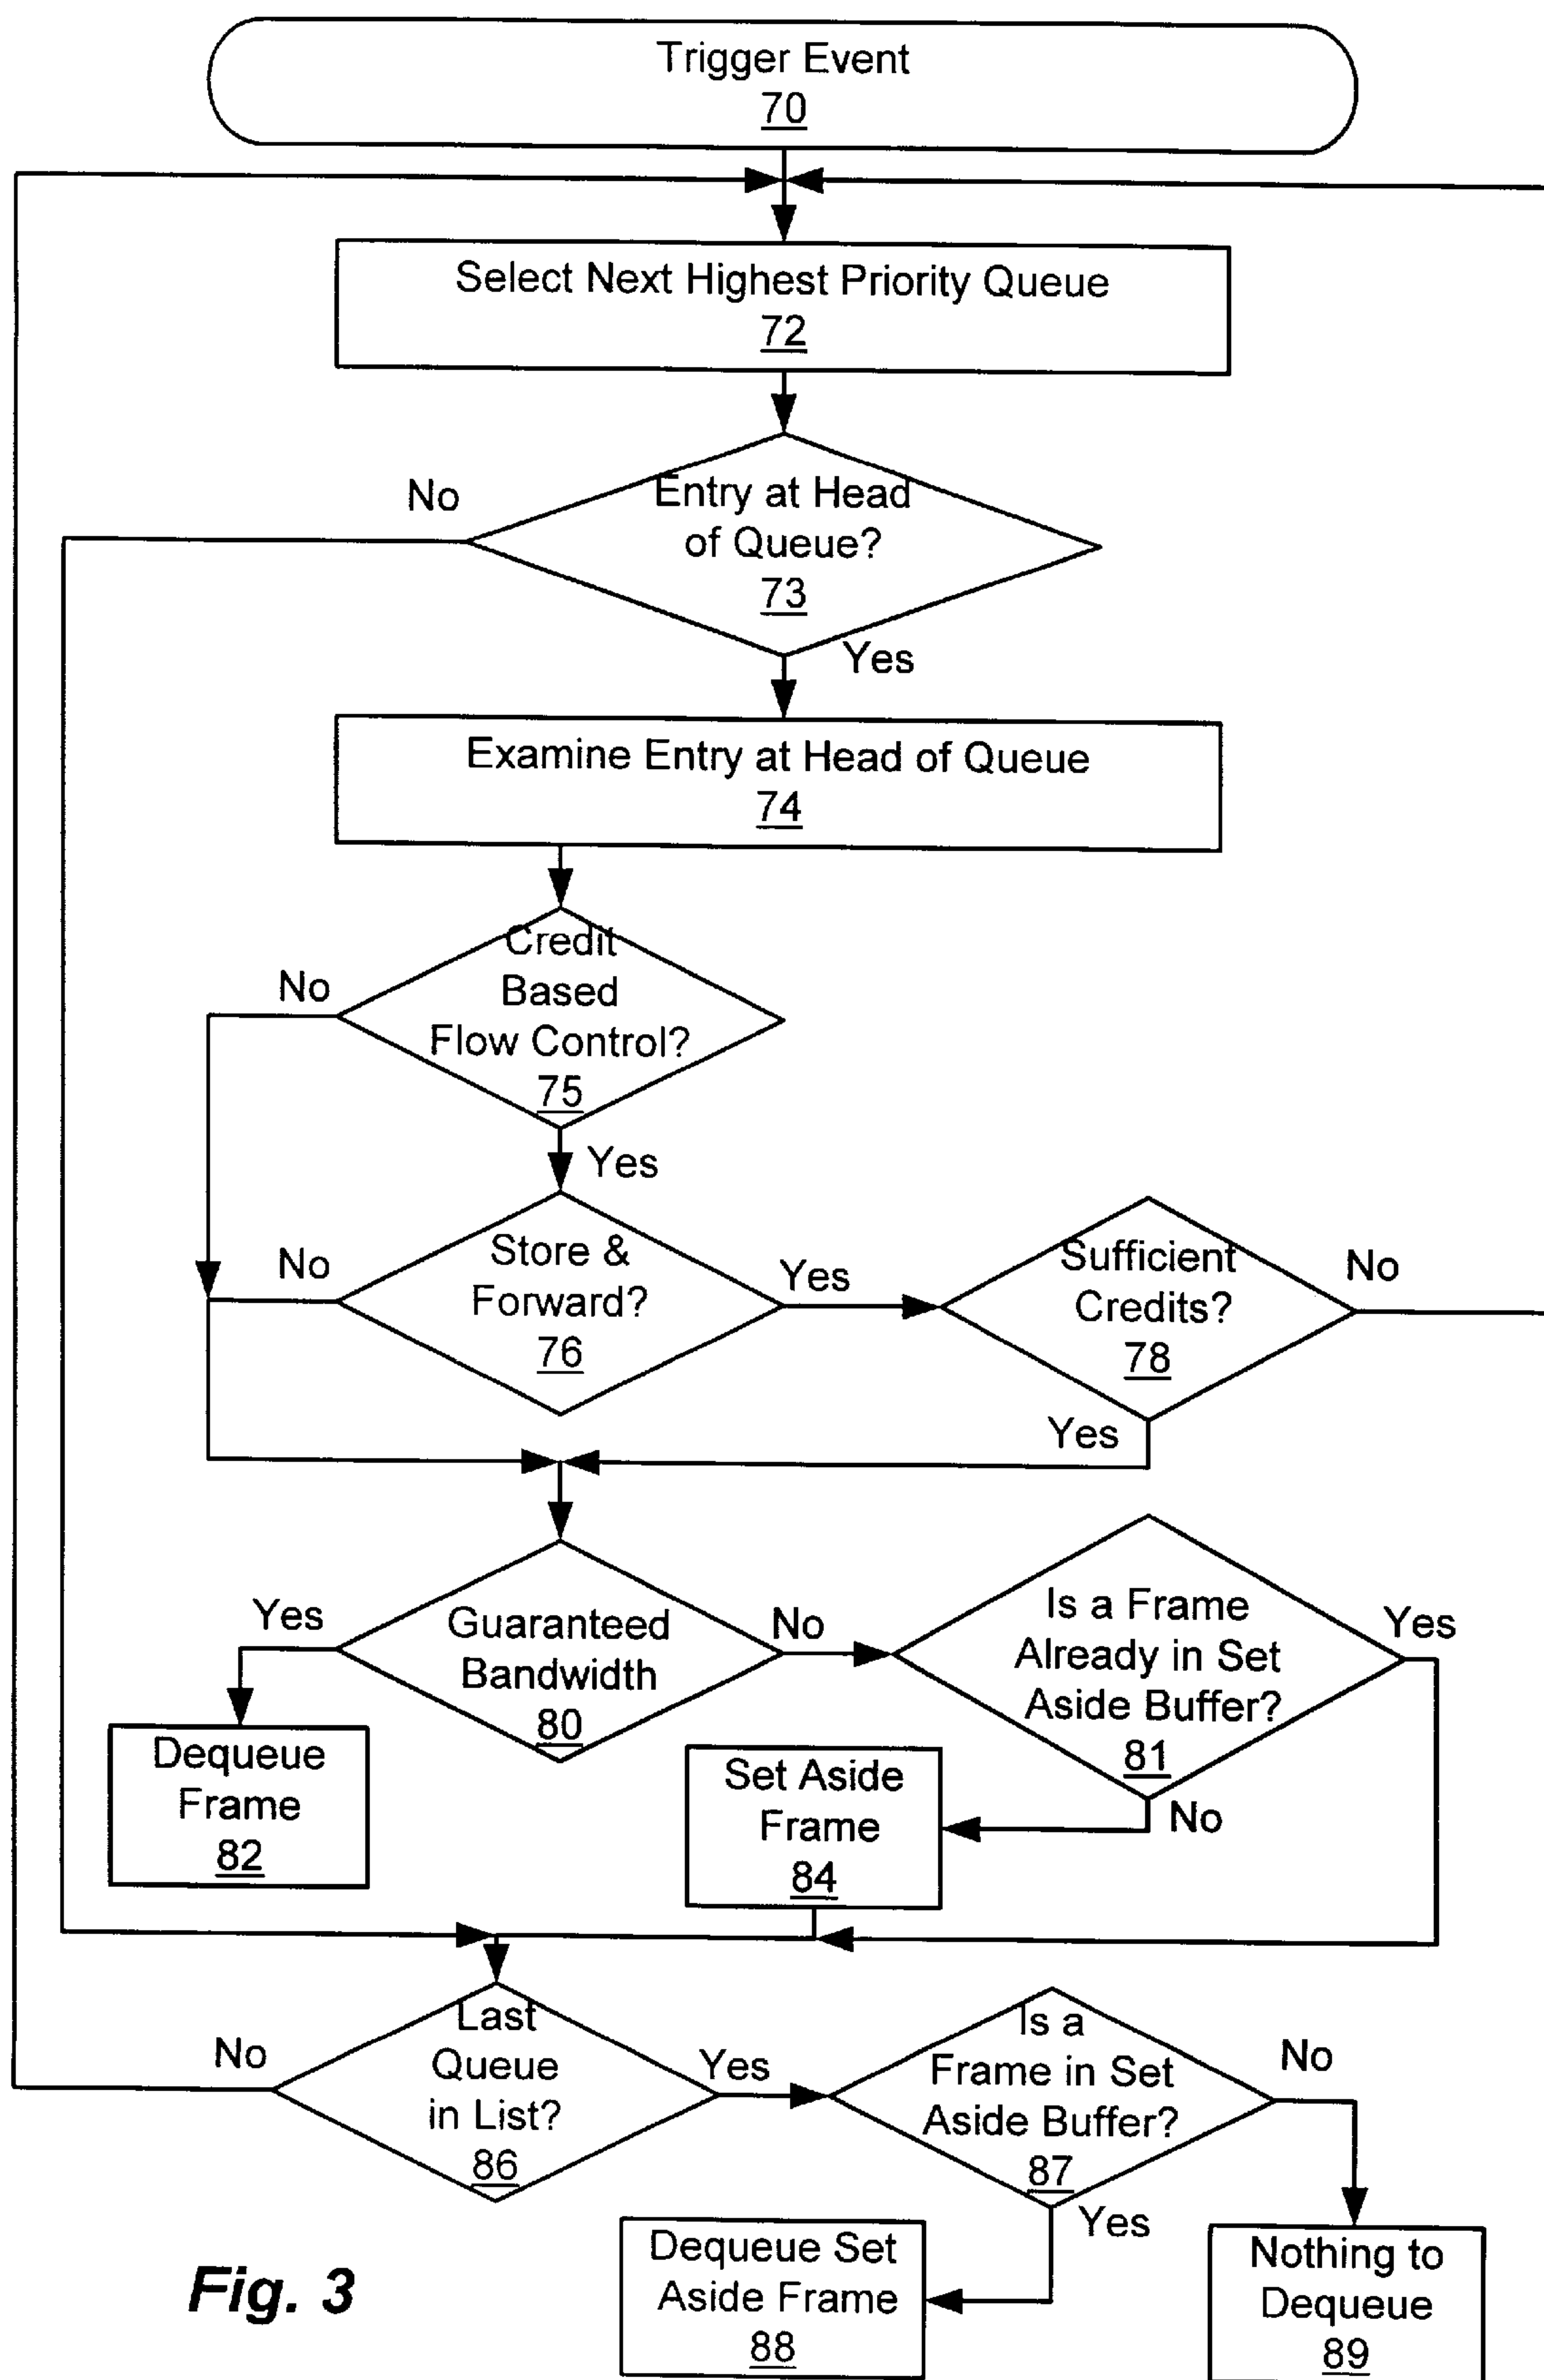 Trigger Event
70
Select Next Highest Priority Queue
72
No
Entry at Head
of Queue?
73
Yes
Examine Entry at Head of Queue
74
No
Credit
Based
Flow Control?
75
Yes
No
Store &
Forward?
76
Yes
Sufficient
Credits?
78
No
Yes
Yes
Guaranteed
Bandwidth
80
No
Is a Frame
Already in Set
Aside Buffer?
81
Yes
No
Dequeue
Frame
82
Set Aside
Frame
84
No
Last
Queue
in List?
86
Yes
Is a
Frame in Set
Aside Buffer?
87
No
Yes
Dequeue Set
Aside Frame
88
Nothing to
Dequeue
89
Fig. 3